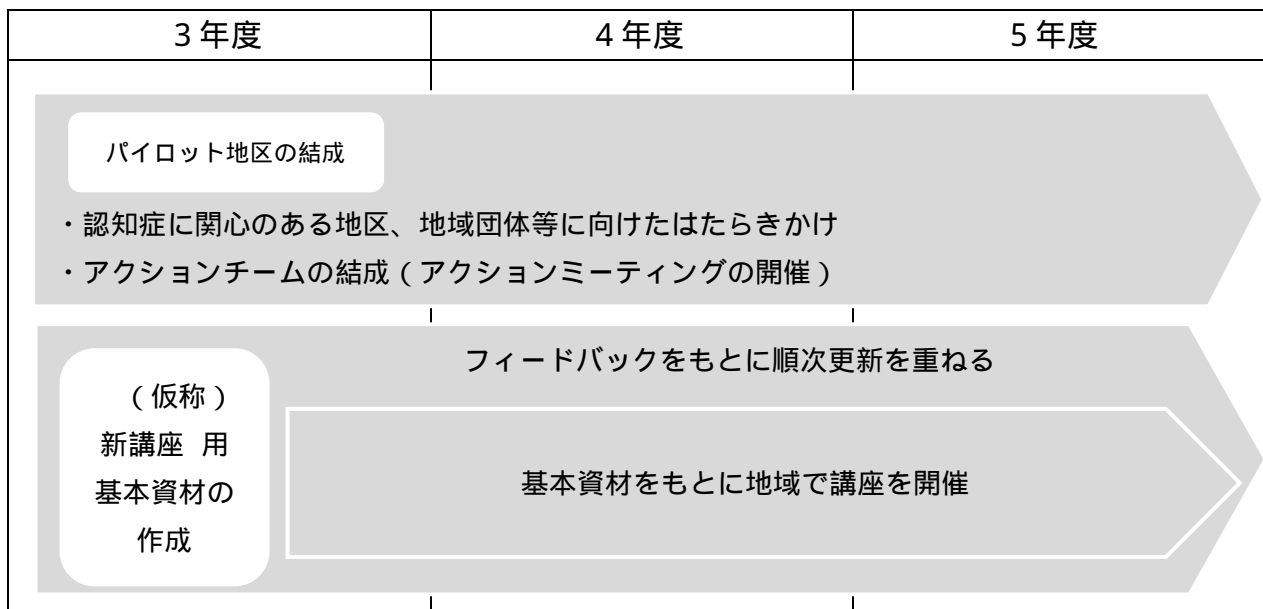 3年度
4年度
5年度
パイロット地区の結成
・認知症に関心のある地区、地域団体等に向けたはたらきかけ
・アクションチームの結成(アクションミーティングの開催)
フィードバックをもとに順次更新を重ねる
(仮称)
新講座 用
基本資材の
作成
基本資材をもとに地域で講座を開催